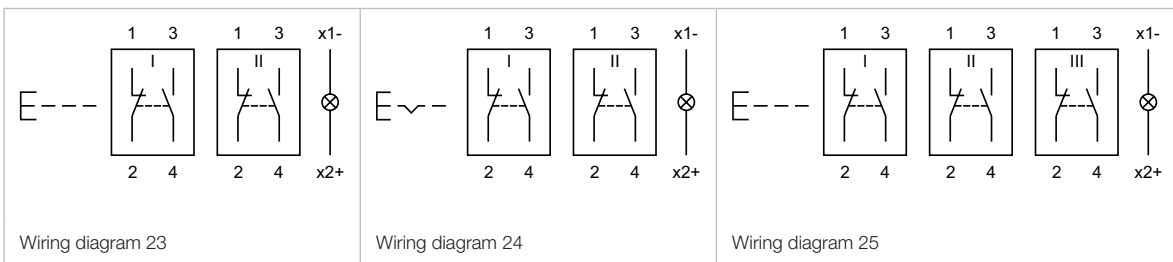 1 3 1 3 x1-
I II
2 4 2 4 x2+
Wiring diagram 23
1 3 1 3 x1-
I II
2 4 2 4 x2+
Wiring diagram 24
1 3 1 3 1 3 x1-
I II III
2 4 2 4 2 4 x2+
Wiring diagram 25